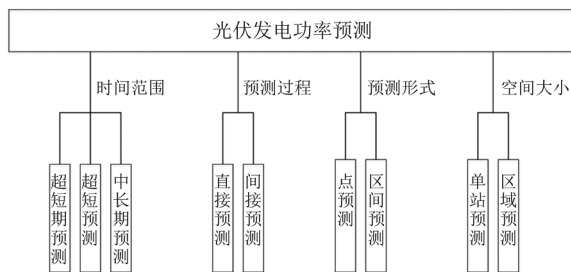 光伏发电功率预测
时间范围
预测过程
预测形式
空间大小
超短期预测
超短预测
中长期预测
直接预测
间接预测
点预测
区间预测
单站预测
区域预测